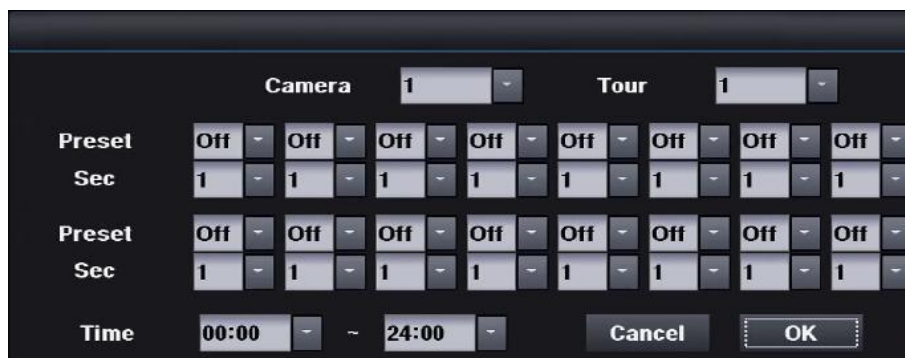 Camera 1 Tour 1
Preset Off Off Off Off Off Off Off Off
Sec 1 1 1 1 1 1 1 1
Preset Off Off Off Off Off Off Off Off
Sec 1 1 1 1 1 1 1 1
Time 00:00 ~ 24:00 Cancel OK